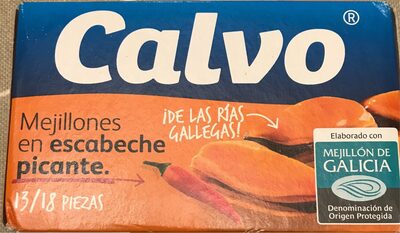 Calvo®
¡DE LAS RÍAS
GALLEGAS!
Mejillones
en escabeche
picante.
13/18 PIEZAS
Elaborado con
MEJILLÓN DE
GALICIA
Denominación de
Origen Protegida